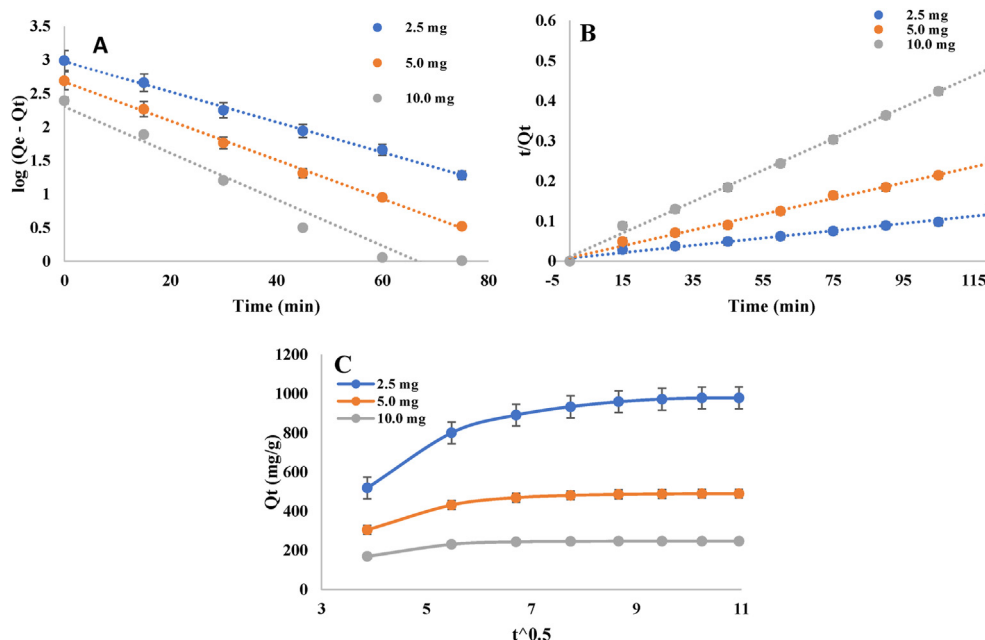 A
2.5 mg
5.0 mg
10.0 mg
log (Qe - Qt)
3.5
3
2.5
2
1.5
1
0.5
0
0
20
40
60
80
Time (min)
B
2.5 mg
5.0 mg
10.0 mg
t/Qt
0.6
0.5
0.4
0.3
0.2
0.1
0
-5
15
35
55
75
95
115
Time (min)
C
2.5 mg
5.0 mg
10.0 mg
Qt (mg/g)
1200
1000
800
600
400
200
0
3
5
7
9
11
t^0.5